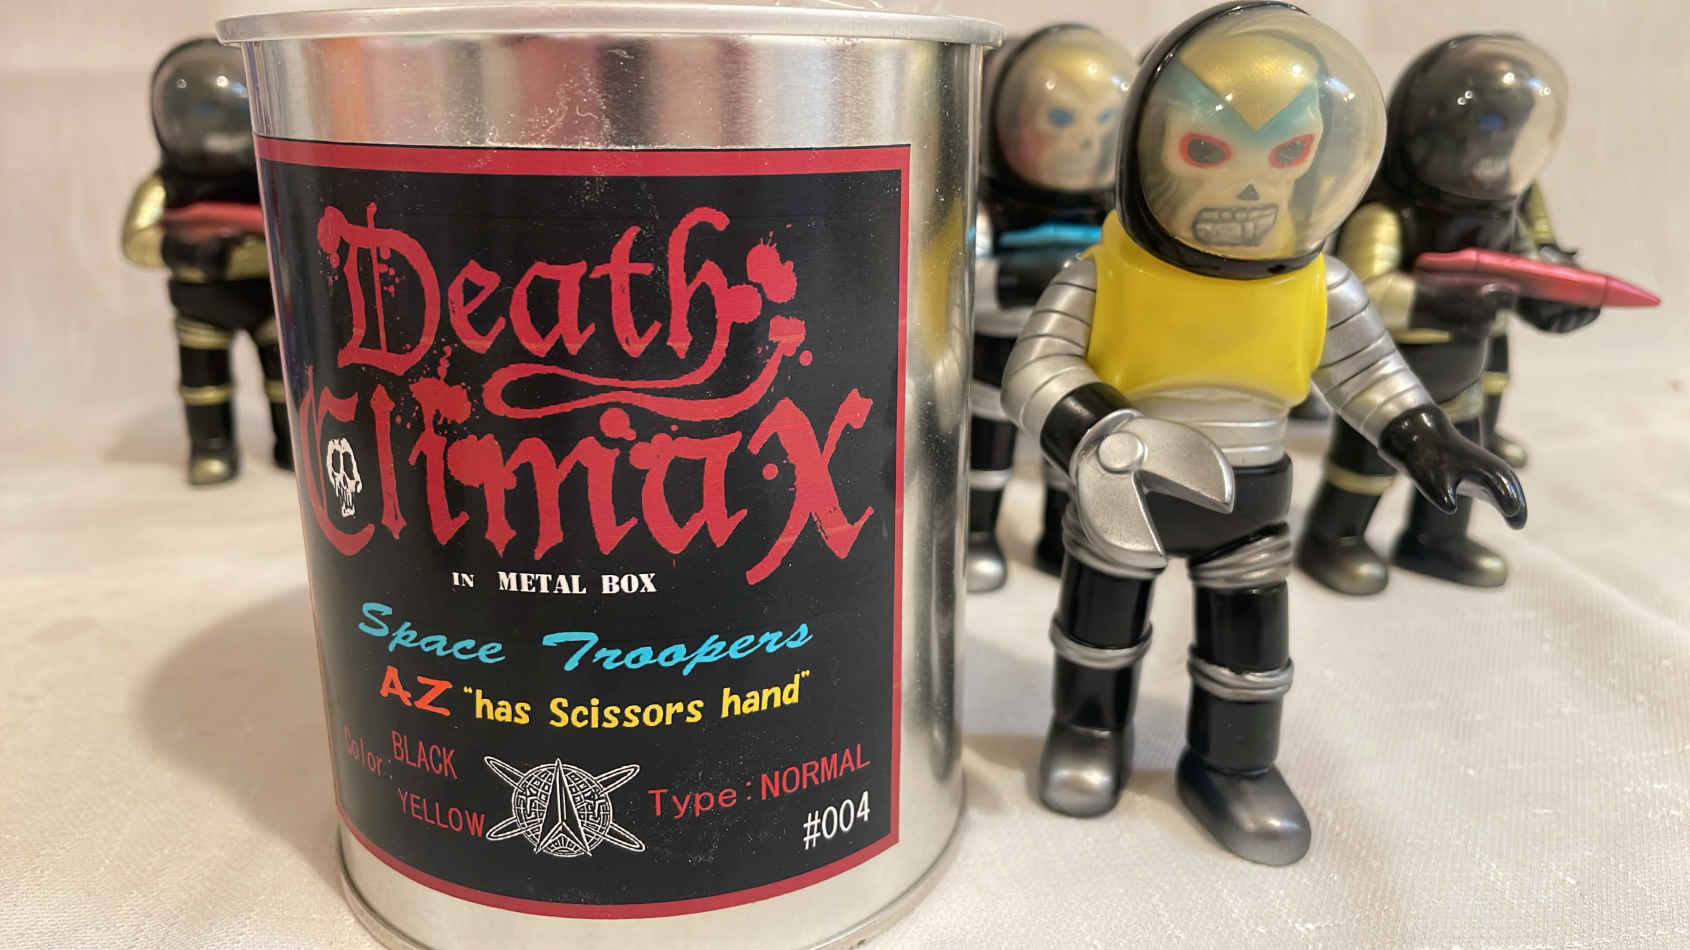 Death
Climax
IN METAL BOX
Space Troopers
AZ "has Scissors hand"
Color: BLACK
YELLOW
Type: NORMAL
#004